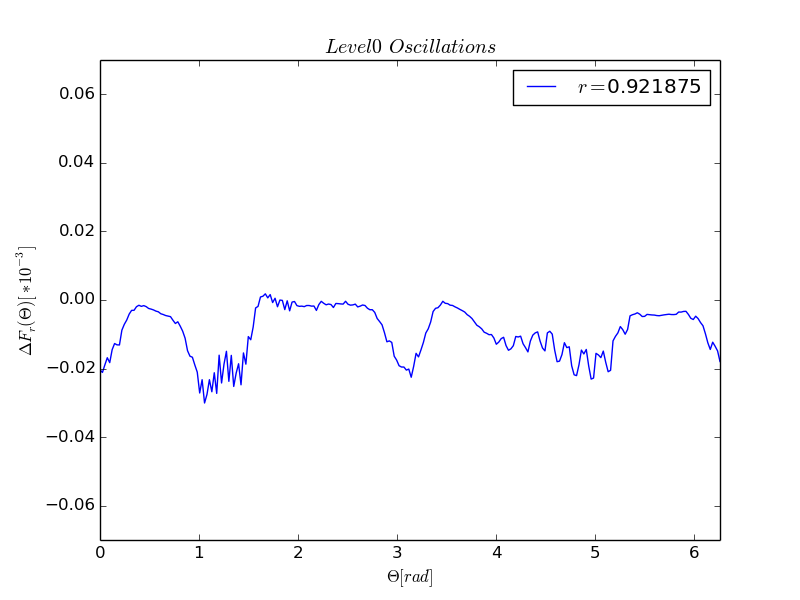 Level0 Oscillations
r=0.921875
0.06
0.04
0.02
0.00
−0.02
−0.04
−0.06
ΔF_r(Θ)[∗10^{−3}]
0 1 2 3 4 5 6
Θ[rad]